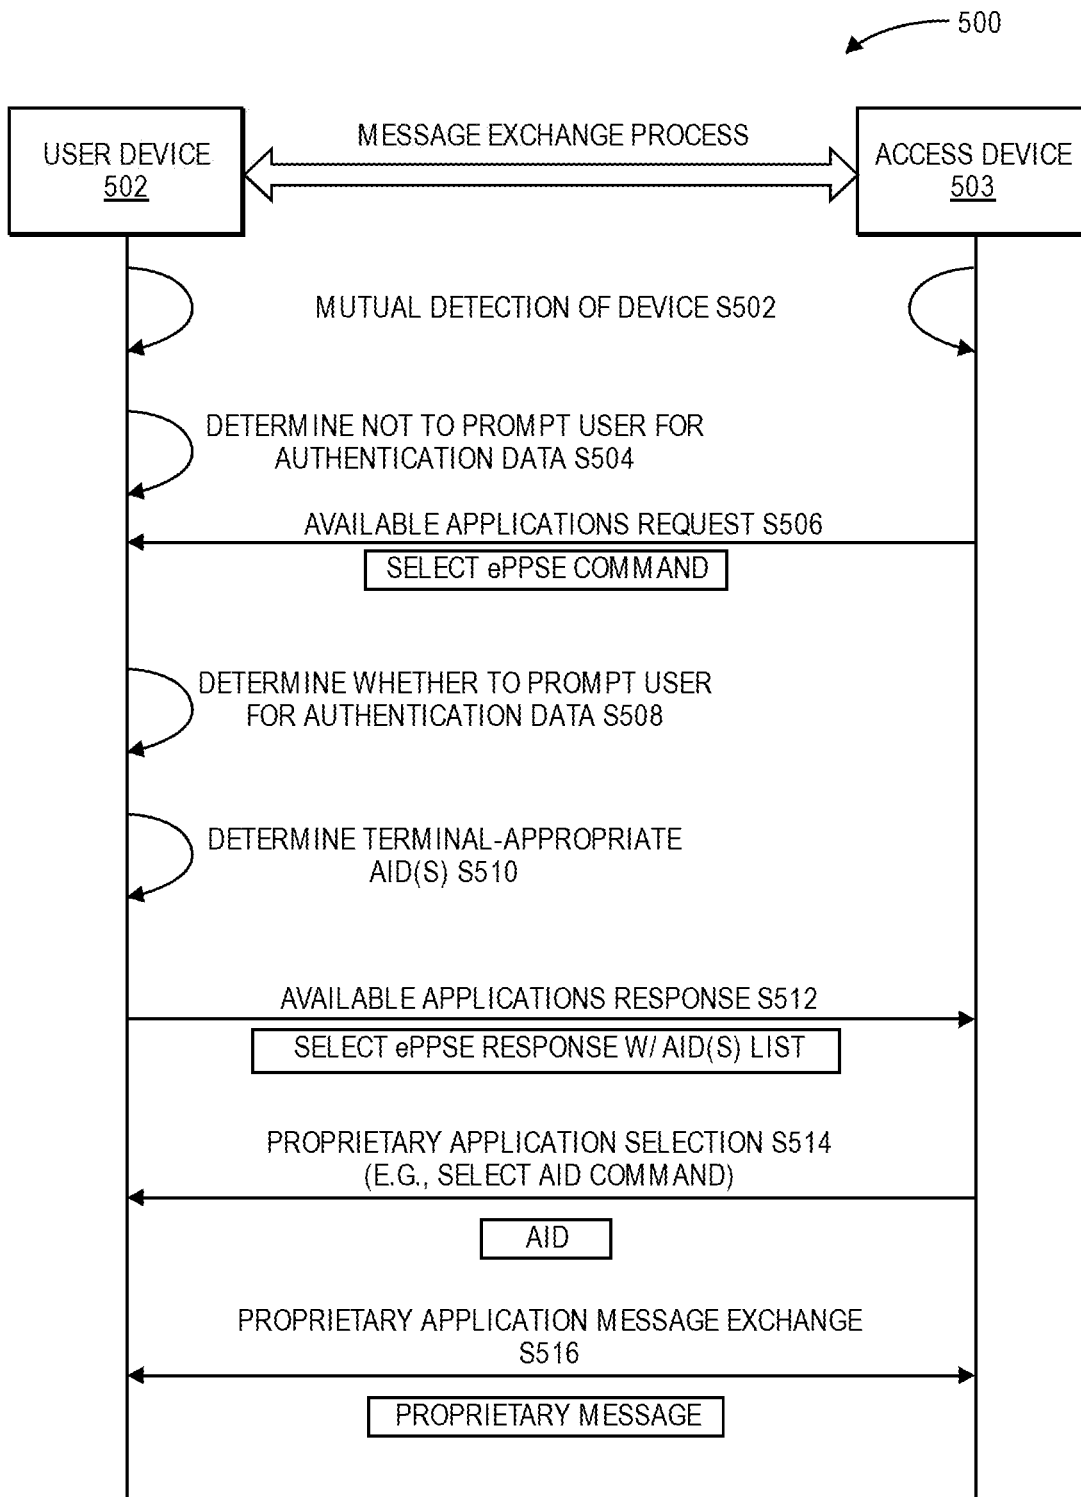 500
MESSAGE EXCHANGE PROCESS
USER DEVICE
502
ACCESS DEVICE
503
MUTUAL DETECTION OF DEVICE S502
DETERMINE NOT TO PROMPT USER FOR
AUTHENTICATION DATA S504
AVAILABLE APPLICATIONS REQUEST S506
SELECT ePPSE COMMAND
DETERMINE WHETHER TO PROMPT USER
FOR AUTHENTICATION DATA S508
DETERMINE TERMINAL-APPROPRIATE
AID(S) S510
AVAILABLE APPLICATIONS RESPONSE S512
SELECT ePPSE RESPONSE W/ AID(S) LIST
PROPRIETARY APPLICATION SELECTION S514
(E.G., SELECT AID COMMAND)
AID
PROPRIETARY APPLICATION MESSAGE EXCHANGE
S516
PROPRIETARY MESSAGE